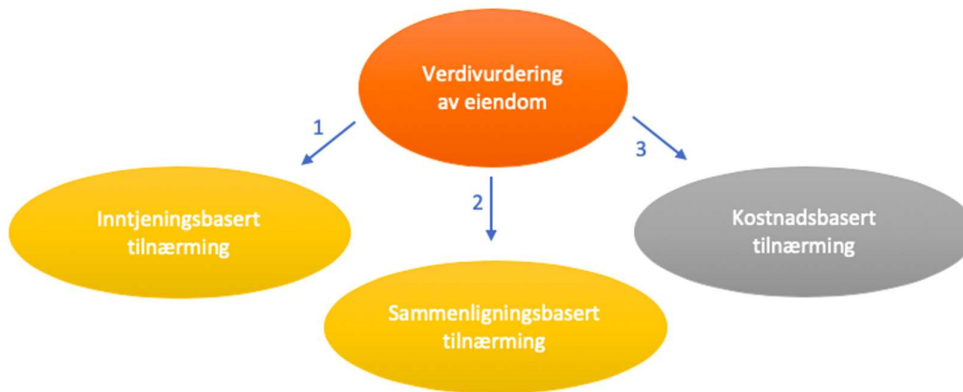 Verdivurdering
av eiendom
1
2
3
Inntjeningsbasert
tilnærming
Sammenligningsbasert
tilnærming
Kostnadsbasert
tilnærming